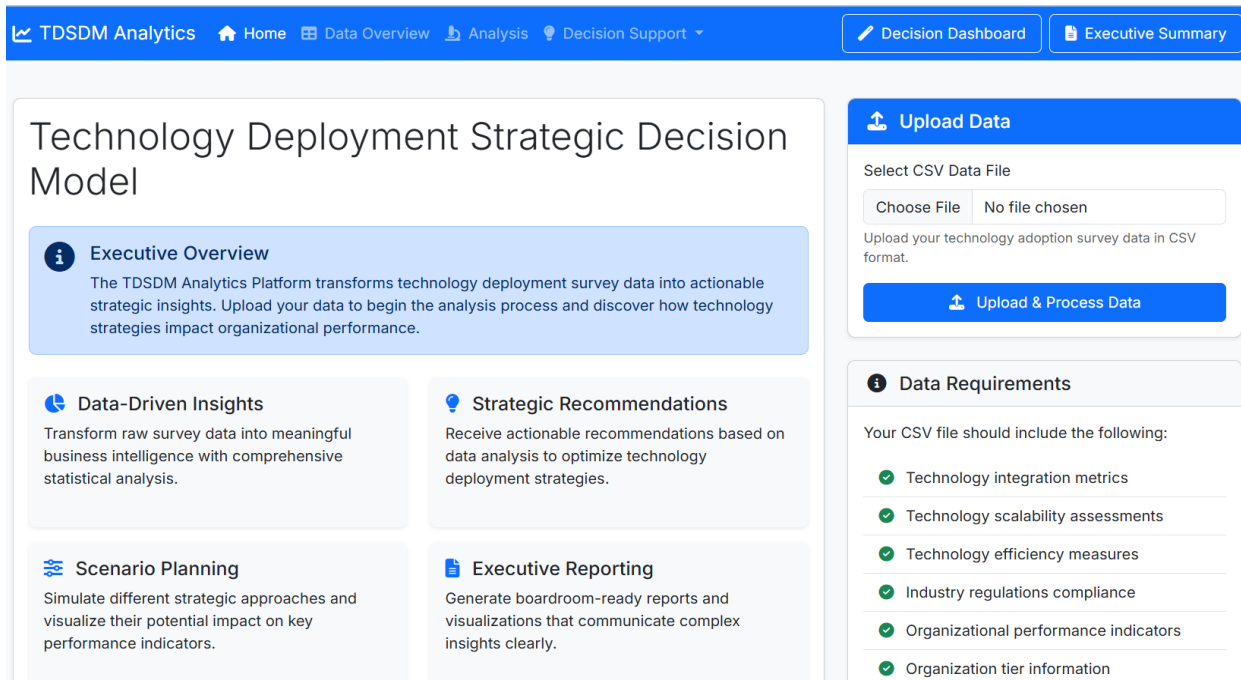 TDSDM Analytics Home Data Overview Analysis Decision Support Decision Dashboard Executive Summary
Technology Deployment Strategic Decision
Model
Executive Overview
The TDSDM Analytics Platform transforms technology deployment survey data into actionable
strategic insights. Upload your data to begin the analysis process and discover how technology
strategies impact organizational performance.
Data-Driven Insights
Transform raw survey data into meaningful
business intelligence with comprehensive
statistical analysis.
Strategic Recommendations
Receive actionable recommendations based on
data analysis to optimize technology
deployment strategies.
Scenario Planning
Simulate different strategic approaches and
visualize their potential impact on key
performance indicators.
Executive Reporting
Generate boardroom-ready reports and
visualizations that communicate complex
insights clearly.
Upload Data
Select CSV Data File
Choose File No file chosen
Upload your technology adoption survey data in CSV
format.
Upload & Process Data
Data Requirements
Your CSV file should include the following:
Technology integration metrics
Technology scalability assessments
Technology efficiency measures
Industry regulations compliance
Organizational performance indicators
Organization tier information